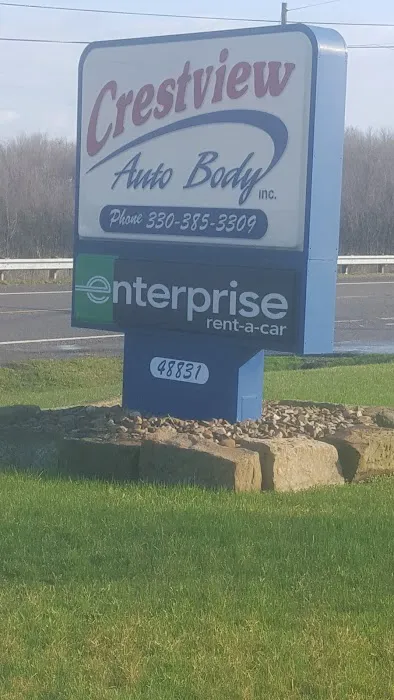 Crestview
Auto Body
INC.
Phone 330-385-3309
enterprise
rent-a-car
48831